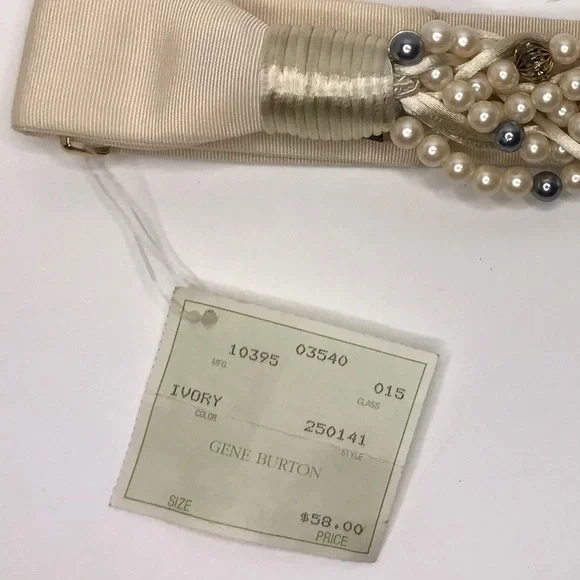 10395 03540 015
MFG CLASS
IVORY 250141
COLOR STYLE
GENE BURTON
SIZE $58.00
PRICE